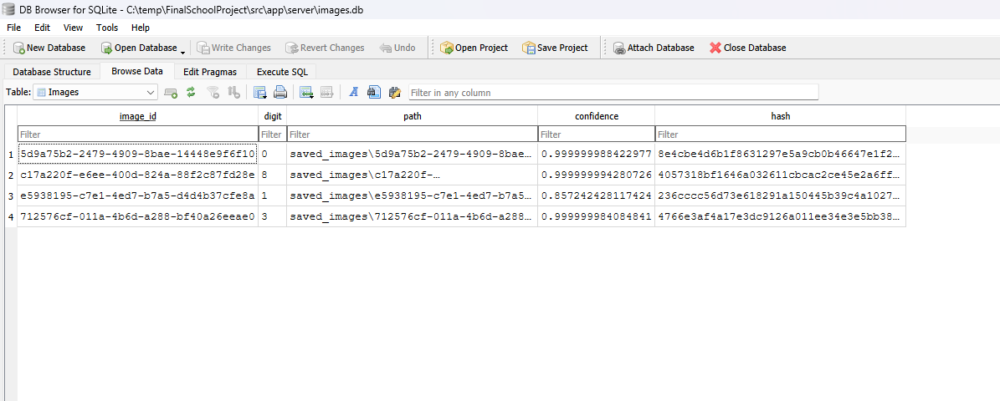 DB Browser for SQLite - C:\temp\FinalSchoolProject\src\app\server\images.db
File Edit View Tools Help
New Database Open Database Write Changes Revert Changes Undo Open Project Save Project Attach Database Close Database
Database Structure Browse Data Edit Pragmas Execute SQL
Table: Images Filter in any column
image_id digit path confidence hash
Filter Filter Filter Filter Filter
1 5d9a75b2-2479-4909-8bae-14448e9f6f10 0 saved_images\5d9a75b2-2479-4909-8bae… 0.999999988422977 8e4cbe4d6b1f8631297e5a9cb0b46647e1f2…
2 c17a220f-e6ee-400d-824a-88f2c87fd28e 8 saved_images\c17a220f-… 0.999999994280726 4057318bf1646a032611cbcac2ce45e2a6ff…
3 e5938195-c7e1-4ed7-b7a5-d4d4b37cfe8a 1 saved_images\e5938195-c7e1-4ed7-b7a5… 0.857242428117424 236cccc56d73e618291a150445b39c4a1027…
4 712576cf-011a-4b6d-a288-bf40a26eeae0 3 saved_images\712576cf-011a-4b6d-a288… 0.999999984084841 4766e3af4a17e3dc9126a011ee34e3e5bb38…